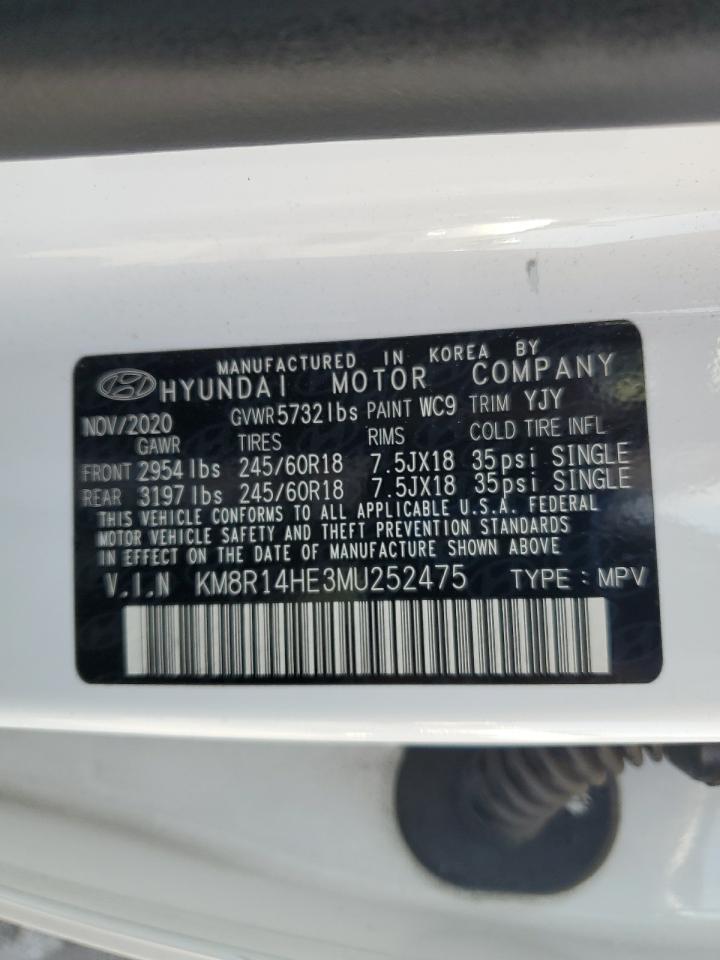 MANUFACTURED IN KOREA BY
HYUNDAI MOTOR COMPANY
NOV/2020 GVWR5732lbs PAINT WC9 TRIM YJY
GAWR TIRES RIMS COLD TIRE INFL
FRONT 2954 lbs 245/60R18 7.5JX18 35psi SINGLE
REAR 3197 lbs 245/60R18 7.5JX18 35psi SINGLE
THIS VEHICLE CONFORMS TO ALL APPLICABLE U.S.A. FEDERAL
MOTOR VEHICLE SAFETY AND THEFT PREVENTION STANDARDS
IN EFFECT ON THE DATE OF MANUFACTURE SHOWN ABOVE.
V.I.N KM8R14HE3MU252475 TYPE : MPV